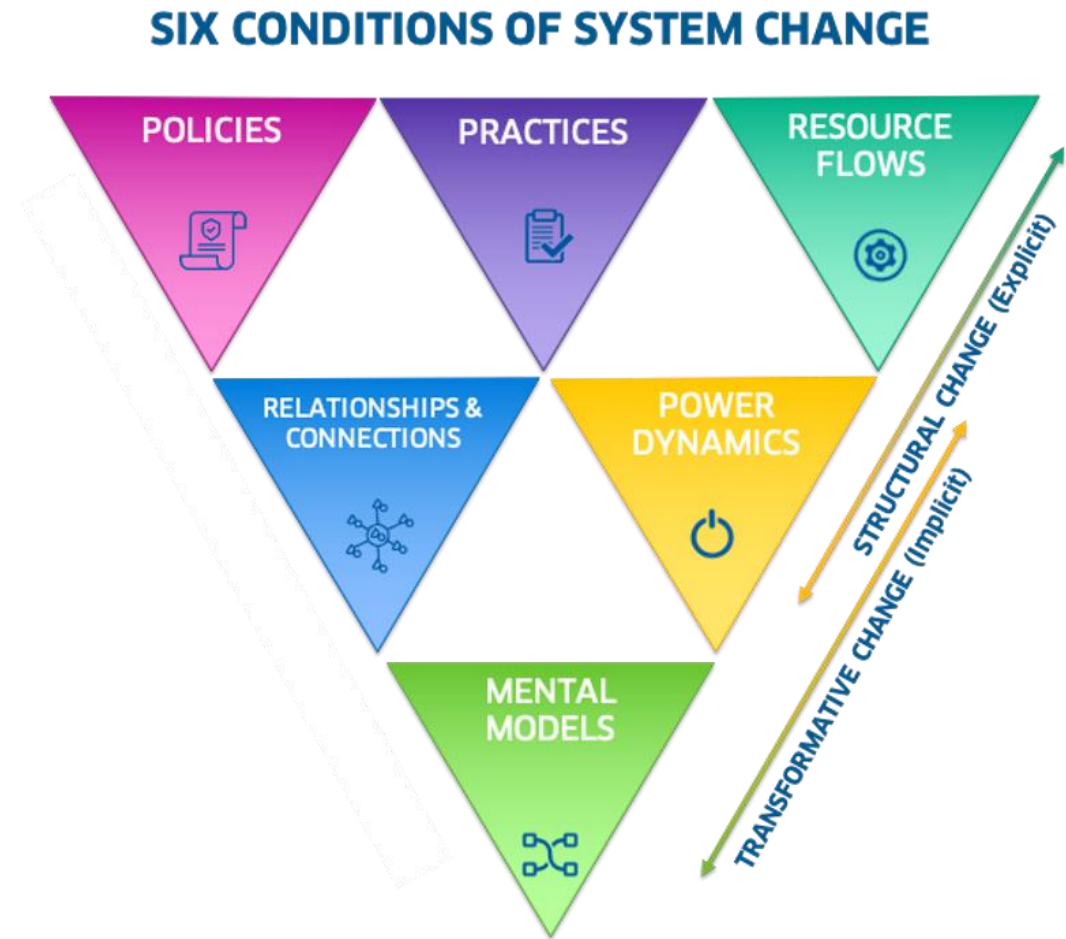 SIX CONDITIONS OF SYSTEM CHANGE
POLICIES
PRACTICES
RESOURCE
FLOWS
RELATIONSHIPS &
CONNECTIONS
POWER
DYNAMICS
MENTAL
MODELS
STRUCTURAL CHANGE (Explicit)
TRANSFORMATIVE CHANGE (Implicit)